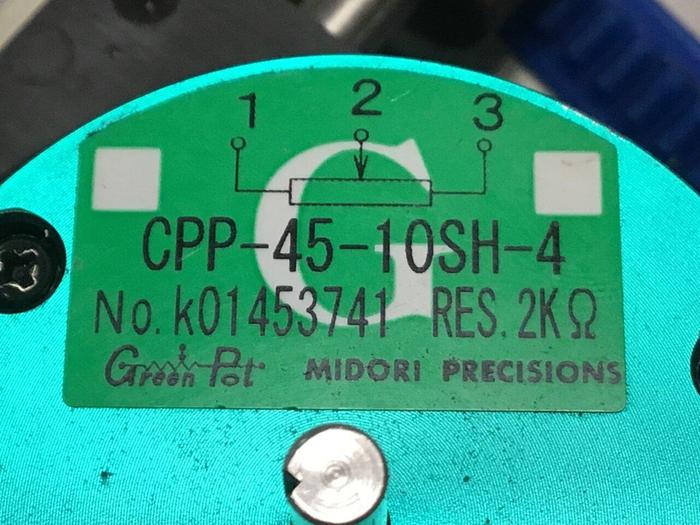 1 2 3
G
CPP-45-10SH-4
No. k01453741 RES. 2KΩ
Green Pot MIDORI PRECISIONS